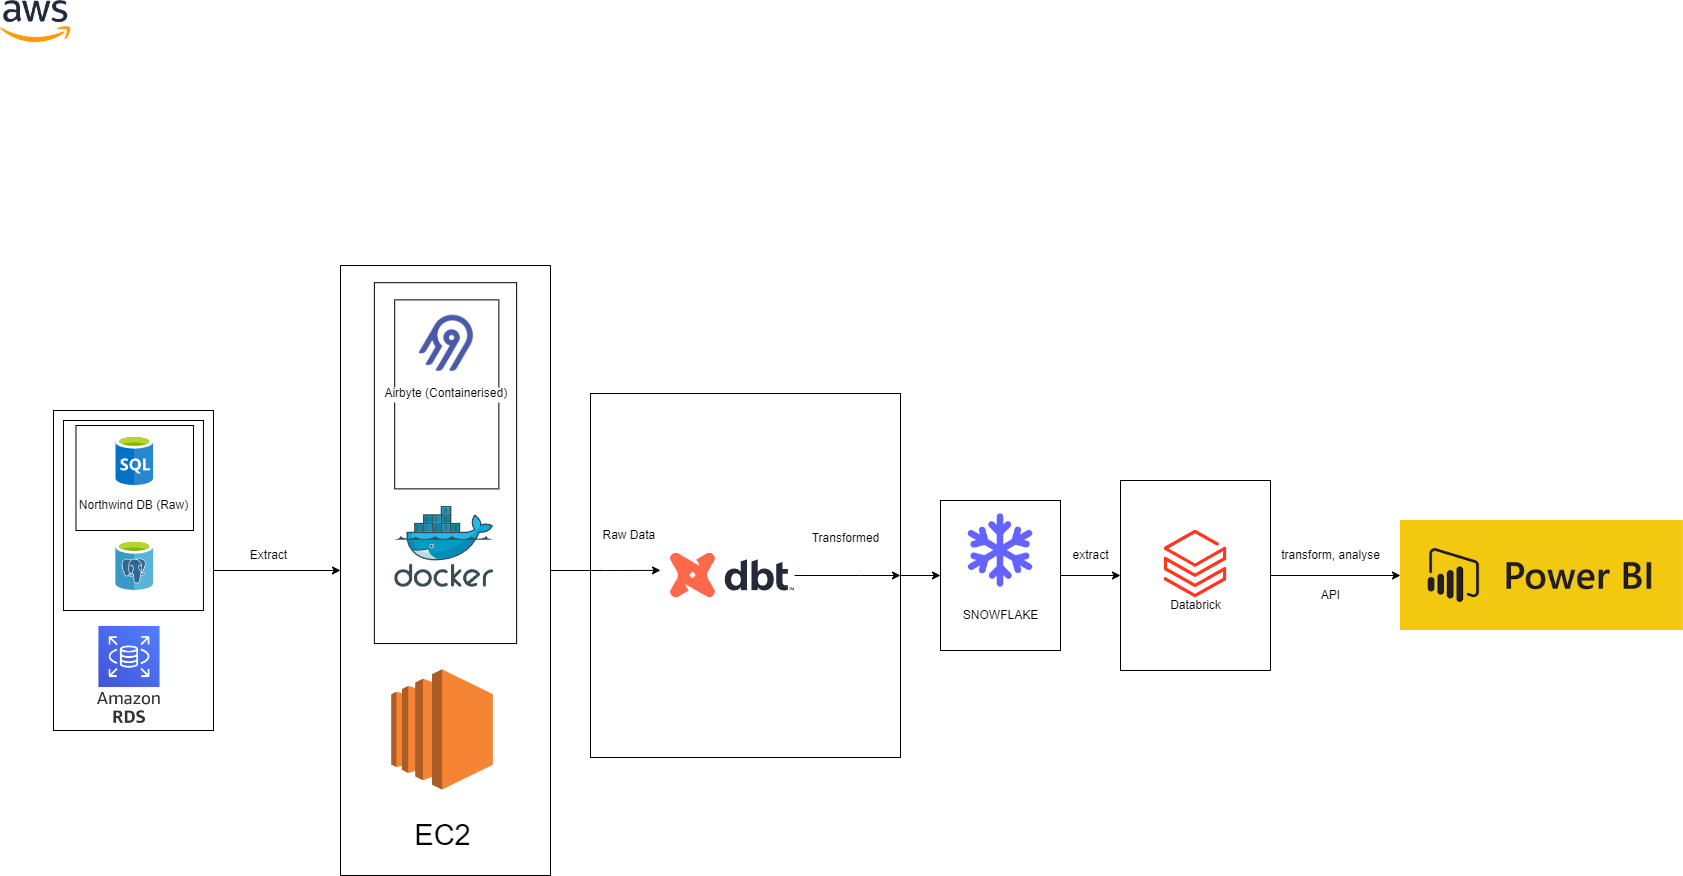 aws
Airbyte (Containerised)
SQL
Northwind DB (Raw)
Extract
Amazon
RDS
docker
EC2
Raw Data
dbt
Transformed
SNOWFLAKE
extract
Databrick
transform, analyse
API
Power BI